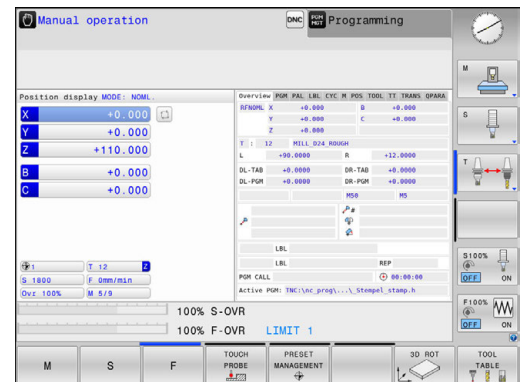 Manual operation
DNC
PGM MGT
Programming
Position display MODE: NOML.
X +0.000
Y +0.000
Z +110.000
B +0.000
C +0.000
1
T 12 Z
S 1800
F 0mm/min
Ovr 100%
M 5/9
Overview PGM PAL LBL CYC M POS TOOL TT TRANS QPARA
RFNOML X +0.000 B +0.000
Y +0.000 C +0.000
Z +0.000
T : 12 MILL_D24_ROUGH
L +90.0000 R +12.0000
DL-TAB +0.0000 DR-TAB +0.0000
DL-PGM +0.0000 DR-PGM +0.0000
M50 M5
P#
P
LBL
LBL REP
PGM CALL 00:00:00
Active PGM: TNC:\nc_prog\...\_Stempel_stamp.h
100% S-OVR
100% F-OVR LIMIT 1
M
S
T
S100%
OFF ON
F100% W
OFF ON
M
S
F
TOUCH PROBE
PRESET MANAGEMENT
3D ROT
TOOL TABLE